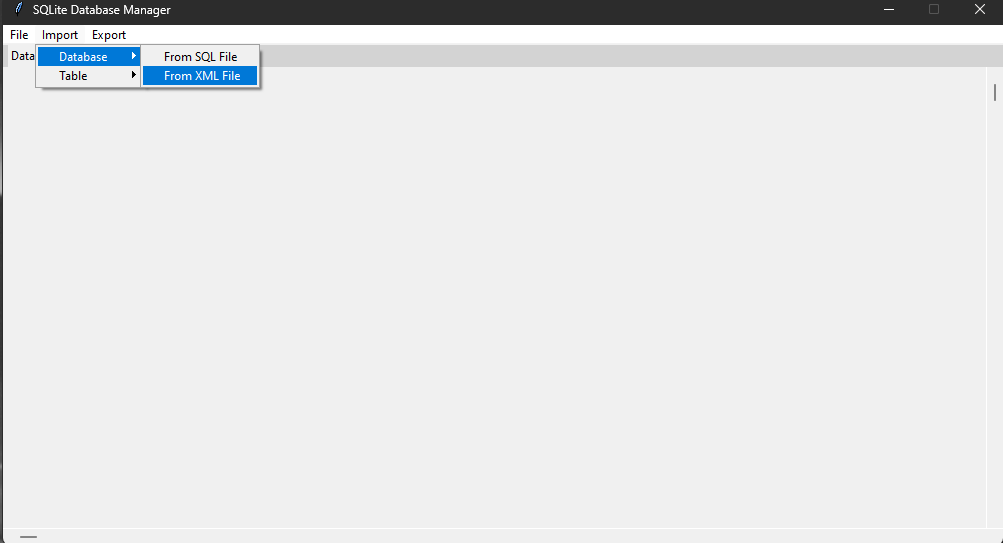 SQLite Database Manager
File Import Export
Data
Database From SQL File
Table From XML File